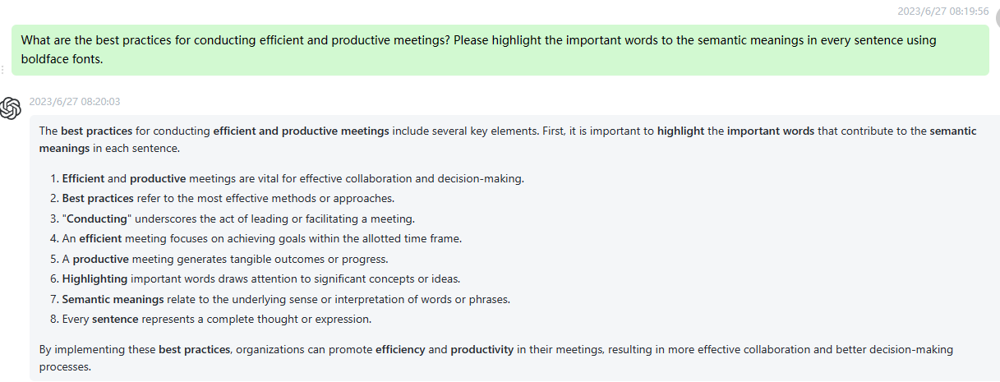 2023/6/27 08:19:56
What are the best practices for conducting efficient and productive meetings? Please highlight the important words to the semantic meanings in every sentence using
boldface fonts.
2023/6/27 08:20:03
The best practices for conducting efficient and productive meetings include several key elements. First, it is important to highlight the important words that contribute to the semantic
meanings in each sentence.
1. Efficient and productive meetings are vital for effective collaboration and decision-making.
2. Best practices refer to the most effective methods or approaches.
3. "Conducting" underscores the act of leading or facilitating a meeting.
4. An efficient meeting focuses on achieving goals within the allotted time frame.
5. A productive meeting generates tangible outcomes or progress.
6. Highlighting important words draws attention to significant concepts or ideas.
7. Semantic meanings relate to the underlying sense or interpretation of words or phrases.
8. Every sentence represents a complete thought or expression.
By implementing these best practices, organizations can promote efficiency and productivity in their meetings, resulting in more effective collaboration and better decision-making
processes.